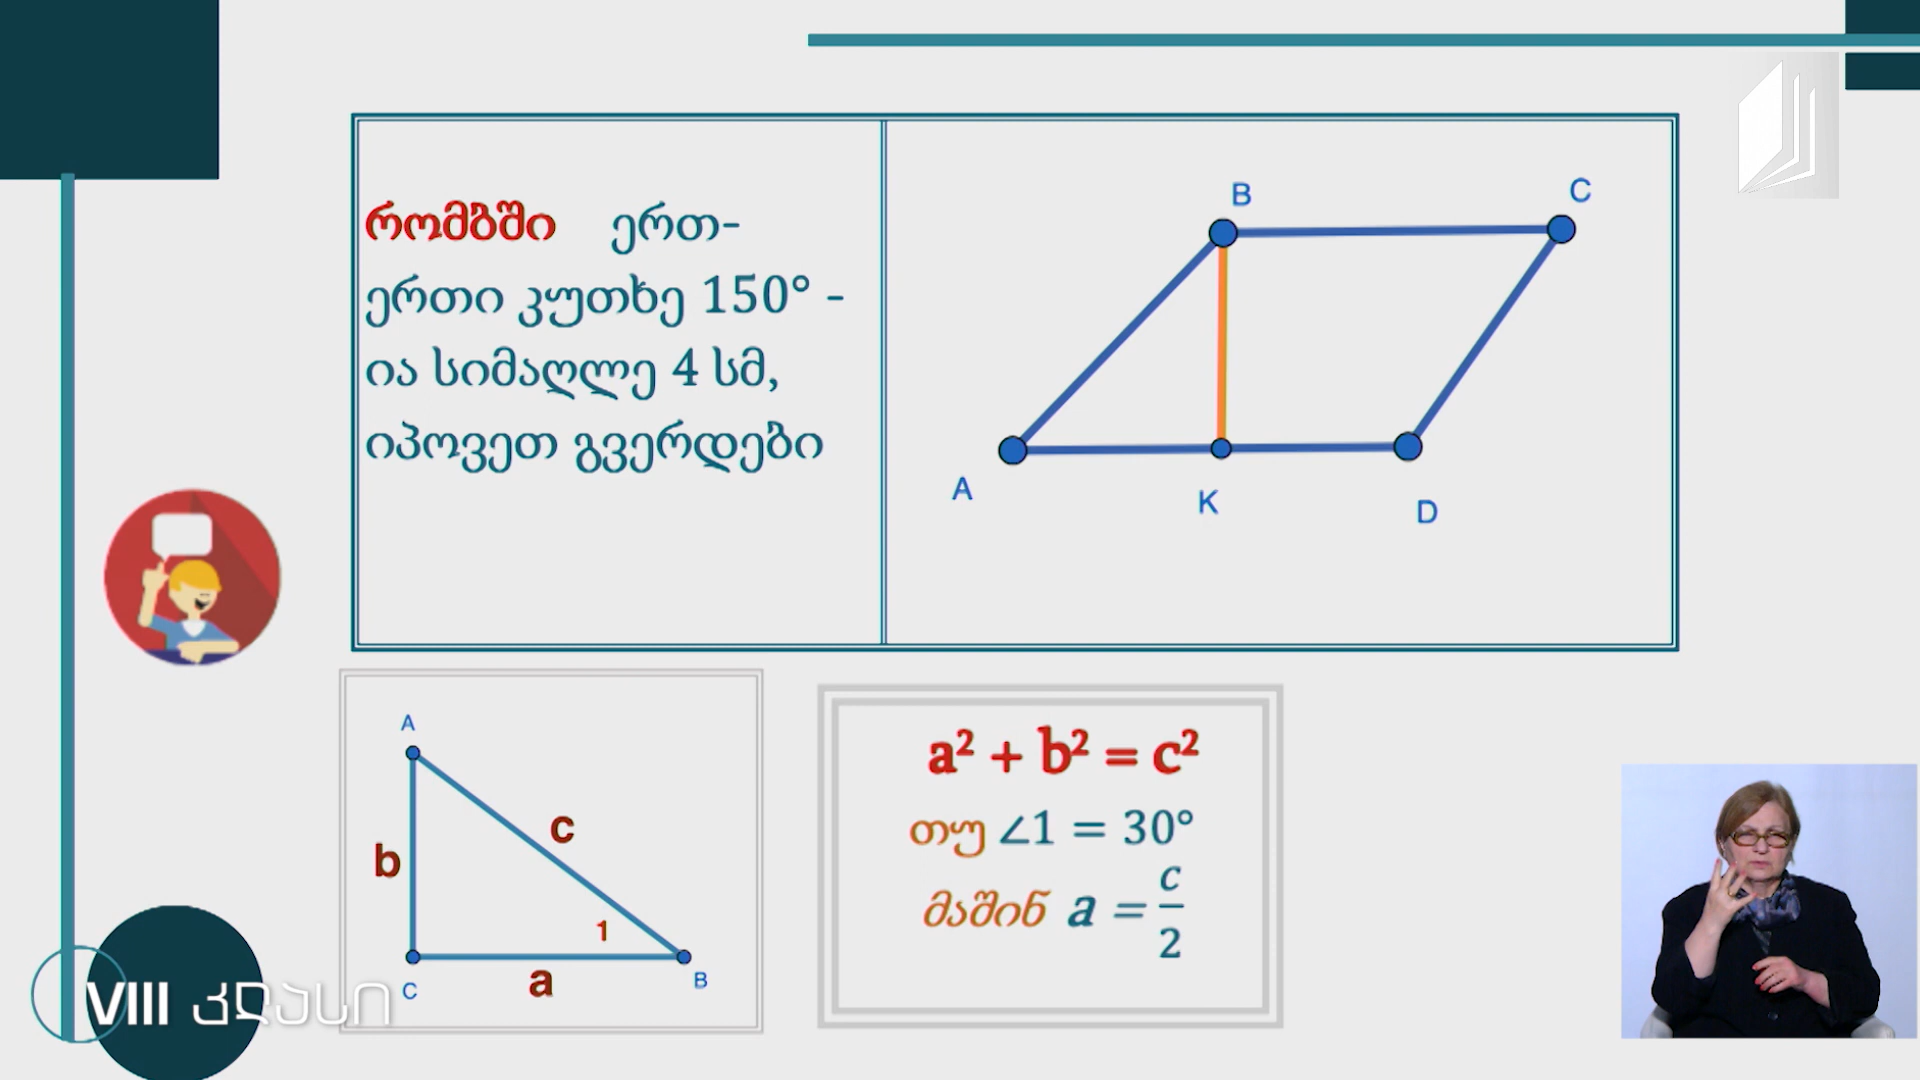 რომბში ერთ-
ერთი კუთხე 150° -
ია სიმაღლე 4 სმ,
იპოვეთ გვერდები
B
C
A
K
D
A
c
b
1
a
C
B
a² + b² = c²
თუ ∠1 = 30°
მაშინ a = c/2
VIII კლასი